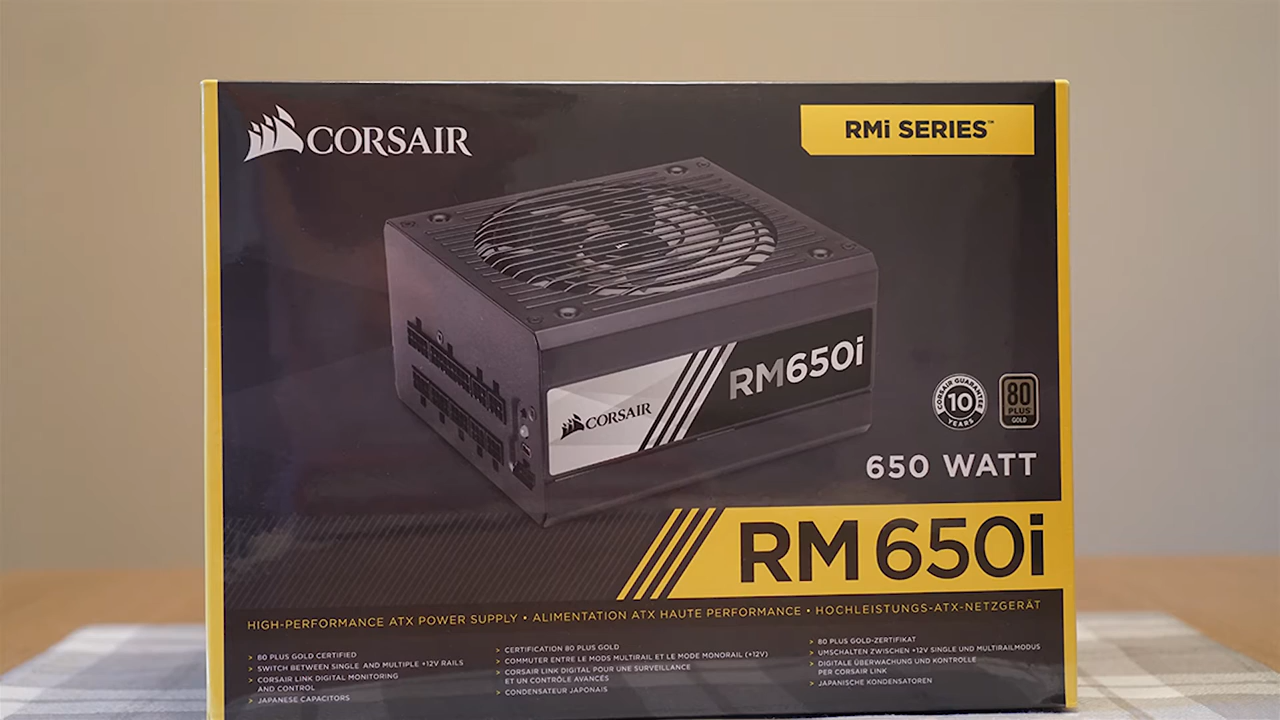 CORSAIR
RMi SERIES™
RM650i
CORSAIR
CORSAIR GUARANTEE
10
YEARS
80
PLUS
GOLD
650 WATT
RM 650i
HIGH-PERFORMANCE ATX POWER SUPPLY • ALIMENTATION ATX HAUTE PERFORMANCE • HOCHLEISTUNGS-ATX-NETZGERÄT
> 80 PLUS GOLD CERTIFIED
> SWITCH BETWEEN SINGLE AND MULTIPLE +12V RAILS
> CORSAIR LINK DIGITAL MONITORING
AND CONTROL
> JAPANESE CAPACITORS
> CERTIFICATION 80 PLUS GOLD
> COMMUTER ENTRE LE MODS MULTIRAIL ET LE MODE MONORAIL (+12V)
> CORSAIR LINK DIGITAL POUR UNE SURVEILLANCE
ET UN CONTRÔLE AVANCÉS
> CONDENSATEUR JAPONAIS
> 80 PLUS GOLD-ZERTIFIKAT
> UMSCHALTEN ZWISCHEN +12V SINGLE UND MULTIRAILMODUS
> DIGITALE ÜBERWACHUNG UND KONTROLLE
PER CORSAIR LINK
> JAPANISCHE KONDENSATOREN